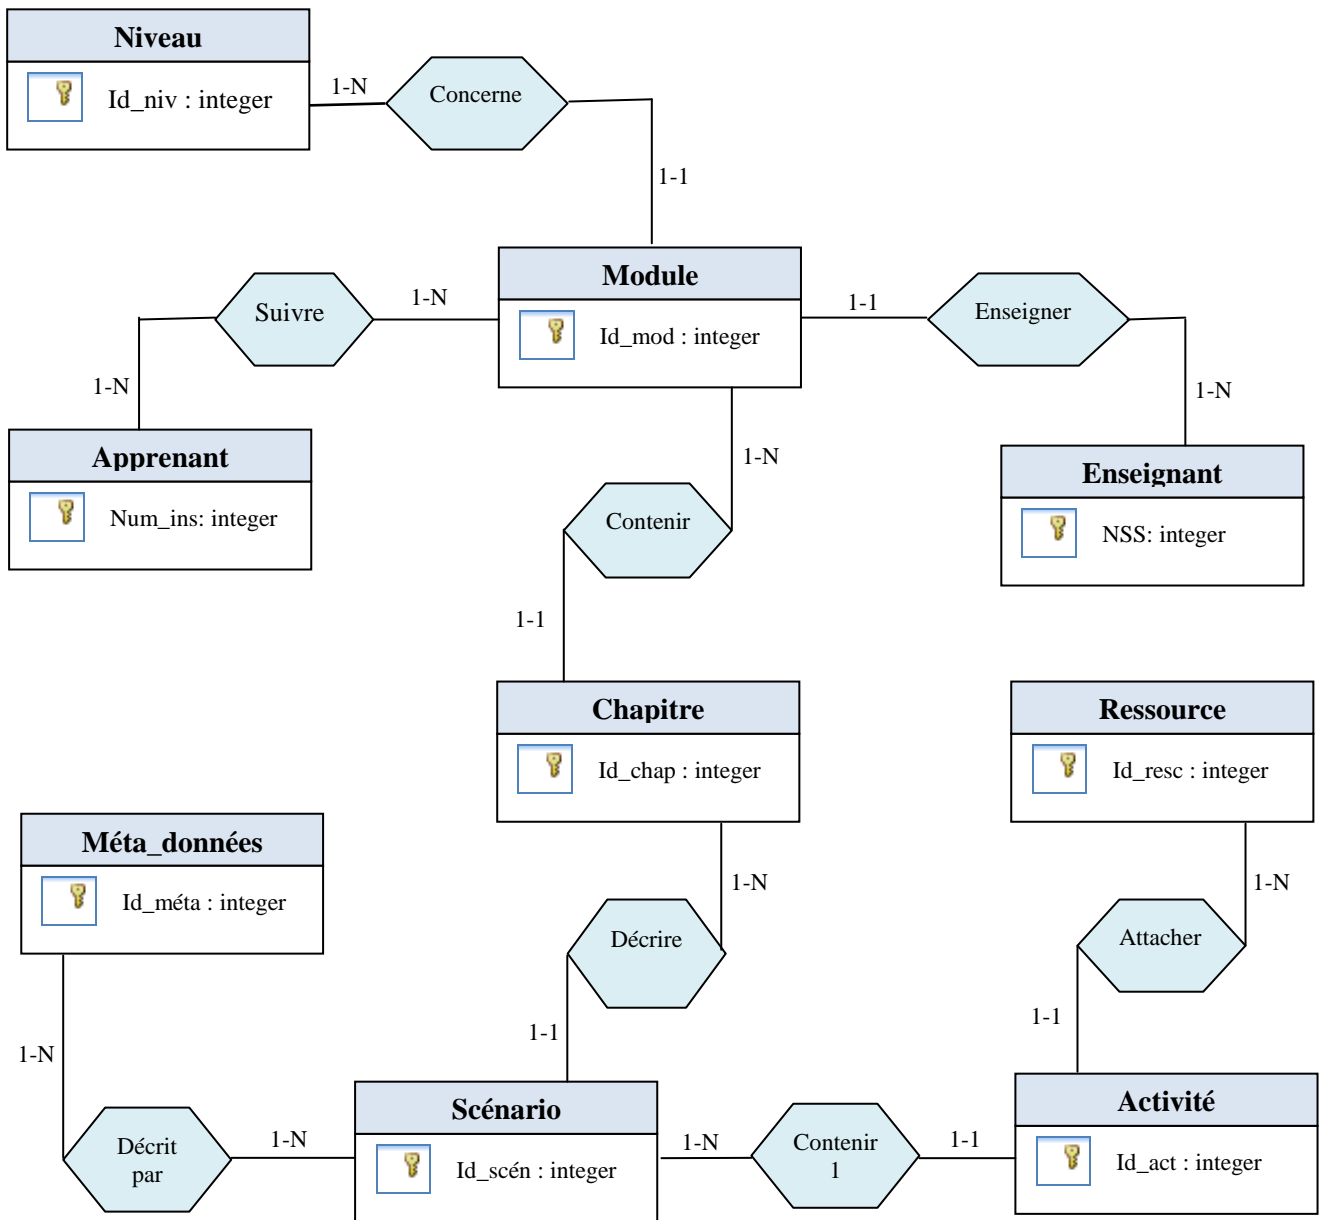 Niveau
Id_niv : integer
1-N
Concerne
1-1
Module
Id_mod : integer
Suivre
1-N
1-1
Enseigner
1-N
1-N
Apprenant
Num_ins: integer
1-N
Contenir
Enseignant
NSS: integer
1-1
Chapitre
Id_chap : integer
Ressource
Id_resc : integer
Méta_données
Id_méta : integer
1-N
Décrire
1-N
Attacher
1-1
1-1
1-N
Scénario
Id_scén : integer
Activité
Id_act : integer
Décrit
par
1-N
1-N
Contenir
1
1-1